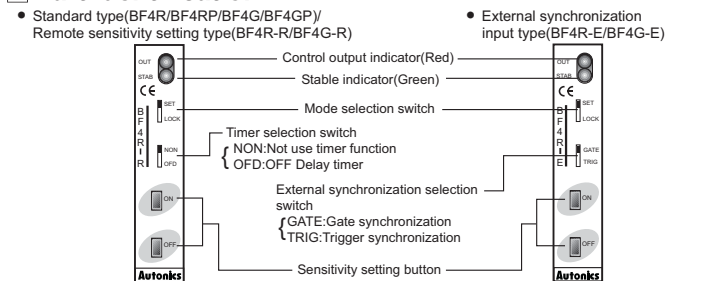 • Standard type(BF4R/BF4RP/BF4G/BF4GP)/
Remote sensitivity setting type(BF4R-R/BF4G-R)
• External synchronization
input type(BF4R-E/BF4G-E)
OUT
STAB
CE
SET
LOCK
BF4R-R
NON
OFD
ON
OFF
Autonics
Control output indicator(Red)
Stable indicator(Green)
Mode selection switch
Timer selection switch
{ NON:Not use timer function
OFD:OFF Delay timer
External synchronization selection
switch
{ GATE:Gate synchronization
TRIG:Trigger synchronization
Sensitivity setting button
OUT
STAB
CE
SET
LOCK
BF4R-E
GATE
TRIG
ON
OFF
Autonics